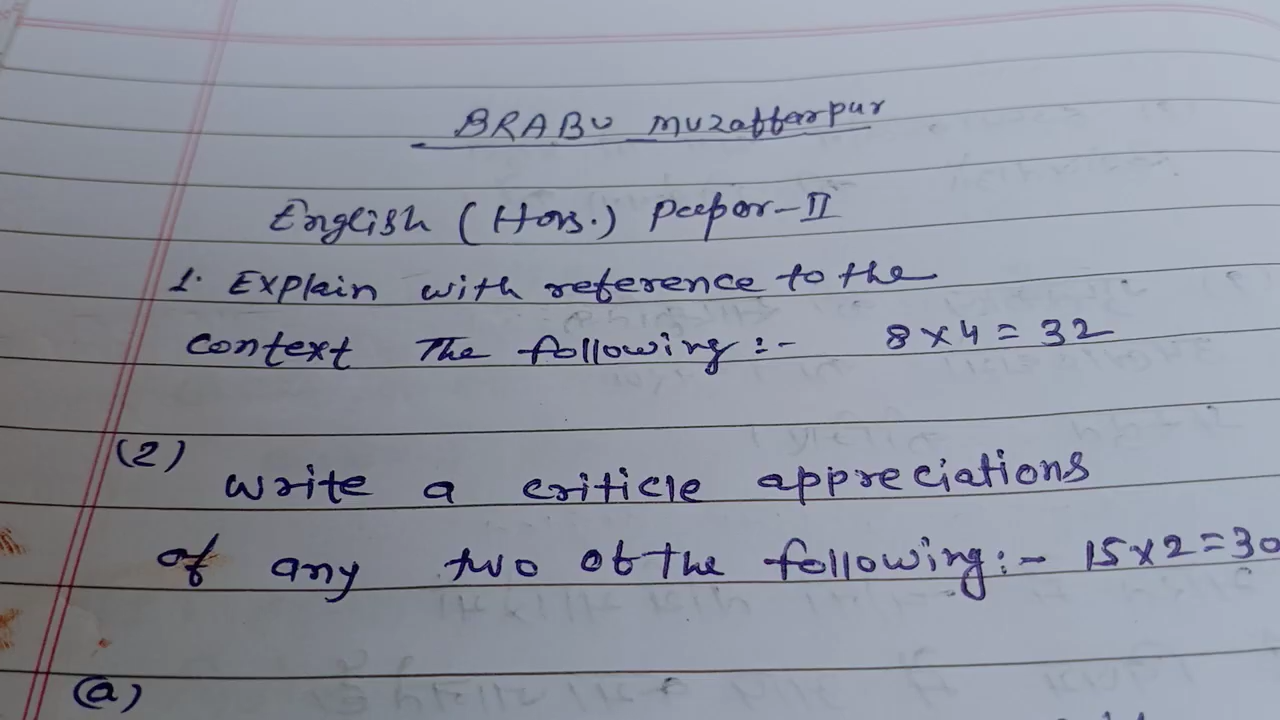 BRABU Muzaffarpur
English (Hons.) Peeper-II
1. Explain with reference to the
context The following :- 8 x 4 = 32
(2) write a criticle appreciations
of any two of the following :- 15 x 2 = 30
(a)